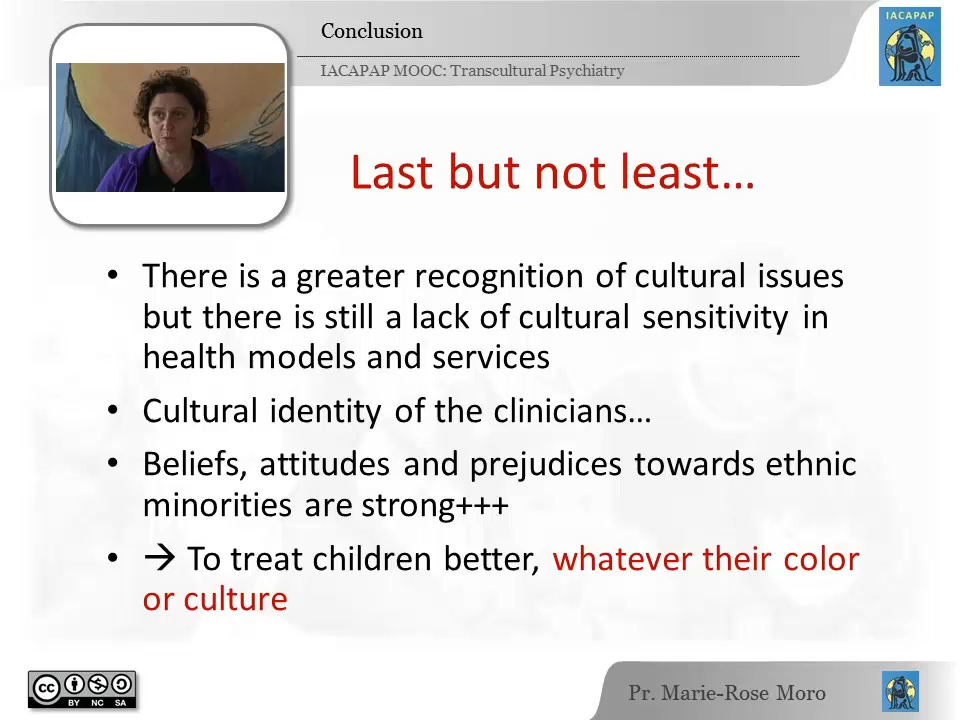 Conclusion
IACAPAP
IACAPAP MOOC: Transcultural Psychiatry
Last but not least...
• There is a greater recognition of cultural issues
but there is still a lack of cultural sensitivity in
health models and services
• Cultural identity of the clinicians...
• Beliefs, attitudes and prejudices towards ethnic
minorities are strong+++
• → To treat children better, whatever their color
or culture
cc
BY NC SA
Pr. Marie-Rose Moro